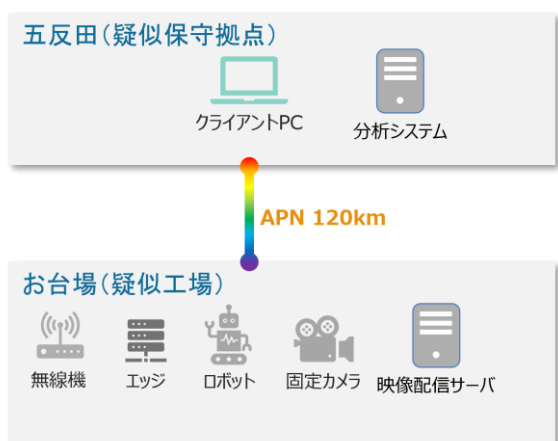 五反田(疑似保守拠点)
クライアントPC
分析システム
APN 120km
お台場(疑似工場)
無線機
エッジ
ロボット
固定カメラ
映像配信サーバ